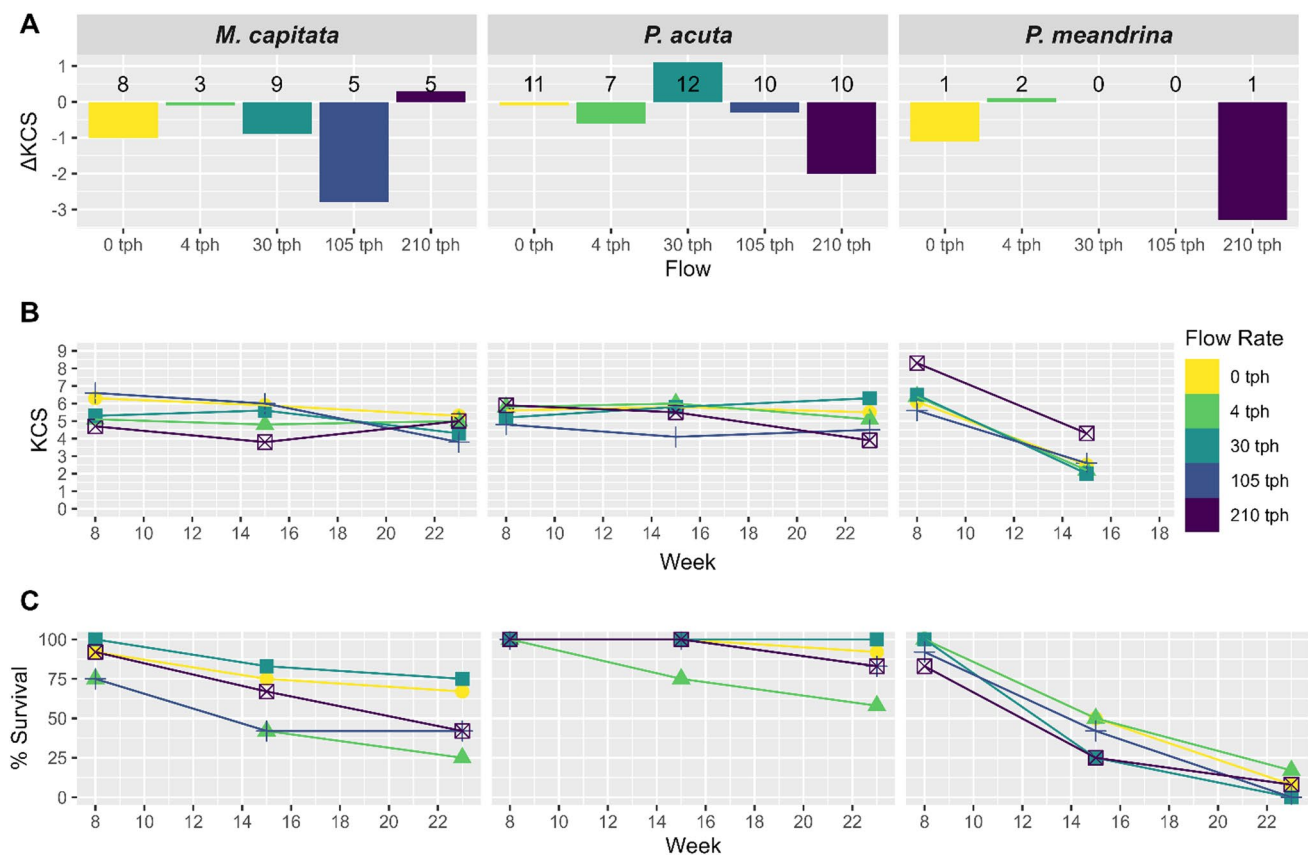 A
M. capitata P. acuta P. meandrina
1
0
-1
-2
-3
ΔKCS
8 3 9 5 5 11 7 12 10 10 1 2 0 0 1
0 tph 4 tph 30 tph 105 tph 210 tph 0 tph 4 tph 30 tph 105 tph 210 tph 0 tph 4 tph 30 tph 105 tph 210 tph
Flow
B
9
8
7
6
5
4
3
2
1
0
KCS
8 10 12 14 16 18 20 22 8 10 12 14 16 18 20 22 8 10 12 14 16 18
Week
Flow Rate
0 tph
4 tph
30 tph
105 tph
210 tph
C
100
75
50
25
0
% Survival
8 10 12 14 16 18 20 22 8 10 12 14 16 18 20 22 8 10 12 14 16 18 20 22
Week